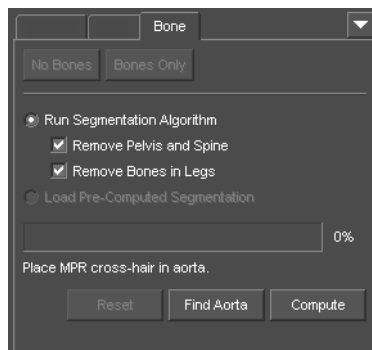 Bone
No Bones Bones Only
Run Segmentation Algorithm
Remove Pelvis and Spine
Remove Bones in Legs
Load Pre-Computed Segmentation
0%
Place MPR cross-hair in aorta.
Reset Find Aorta Compute